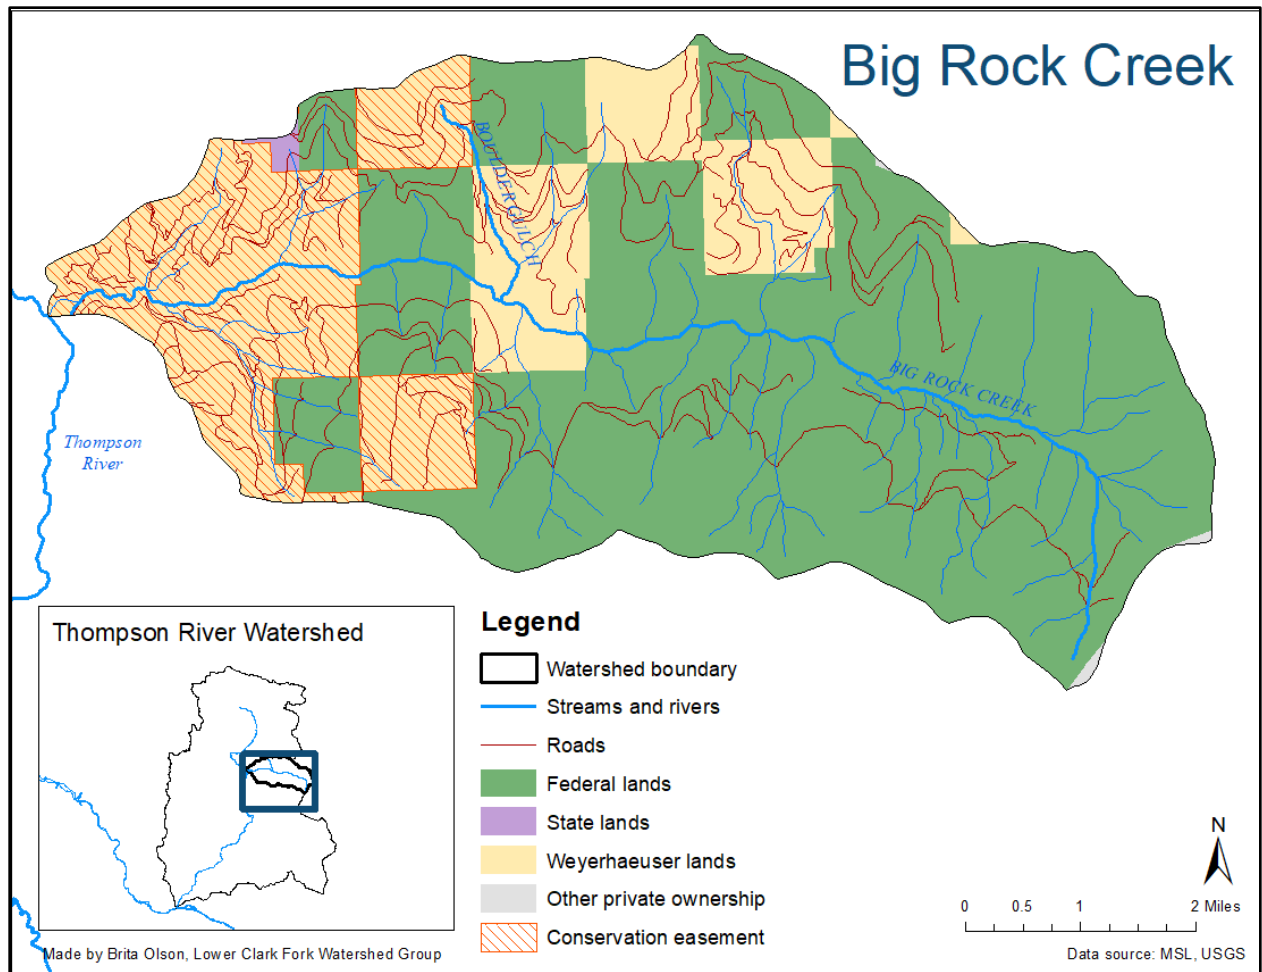 Big Rock Creek
BOULDER GULCH
BIG ROCK CREEK
Thompson
River
Thompson River Watershed
Legend
Watershed boundary
Streams and rivers
Roads
Federal lands
State lands
Weyerhaeuser lands
Other private ownership
Conservation easement
N
0 0.5 1 2 Miles
Made by Brita Olson, Lower Clark Fork Watershed Group
Data source: MSL, USGS